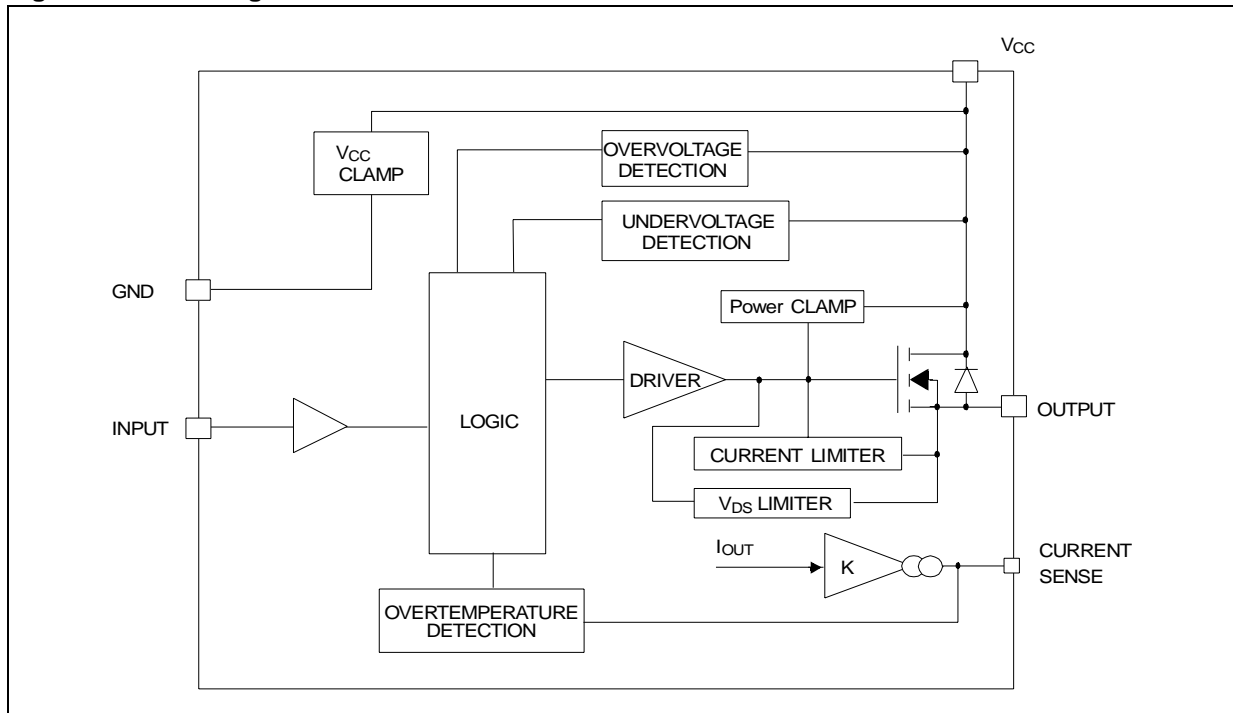 VCC
VCC
CLAMP
OVERVOLTAGE
DETECTION
UNDERVOLTAGE
DETECTION
GND
Power CLAMP
DRIVER
LOGIC
INPUT
OUTPUT
CURRENT LIMITER
VDS LIMITER
IOUT
K
CURRENT
SENSE
OVERTEMPERATURE
DETECTION